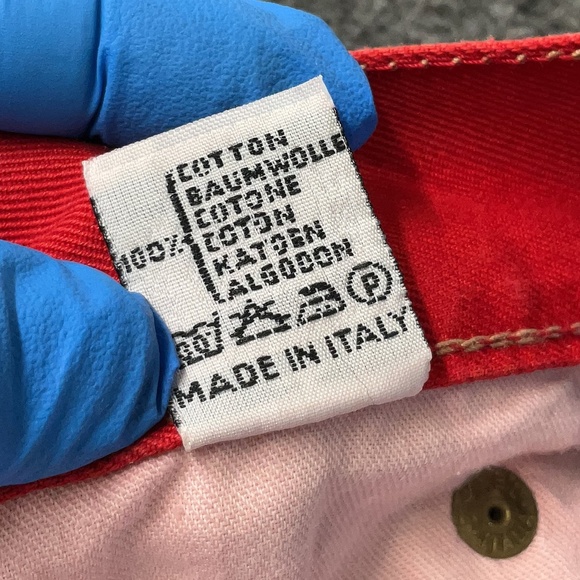 100% COTTON
BAUMWOLLE
COTONE
COTON
KATOEN
ALGODON
P
MADE IN ITALY